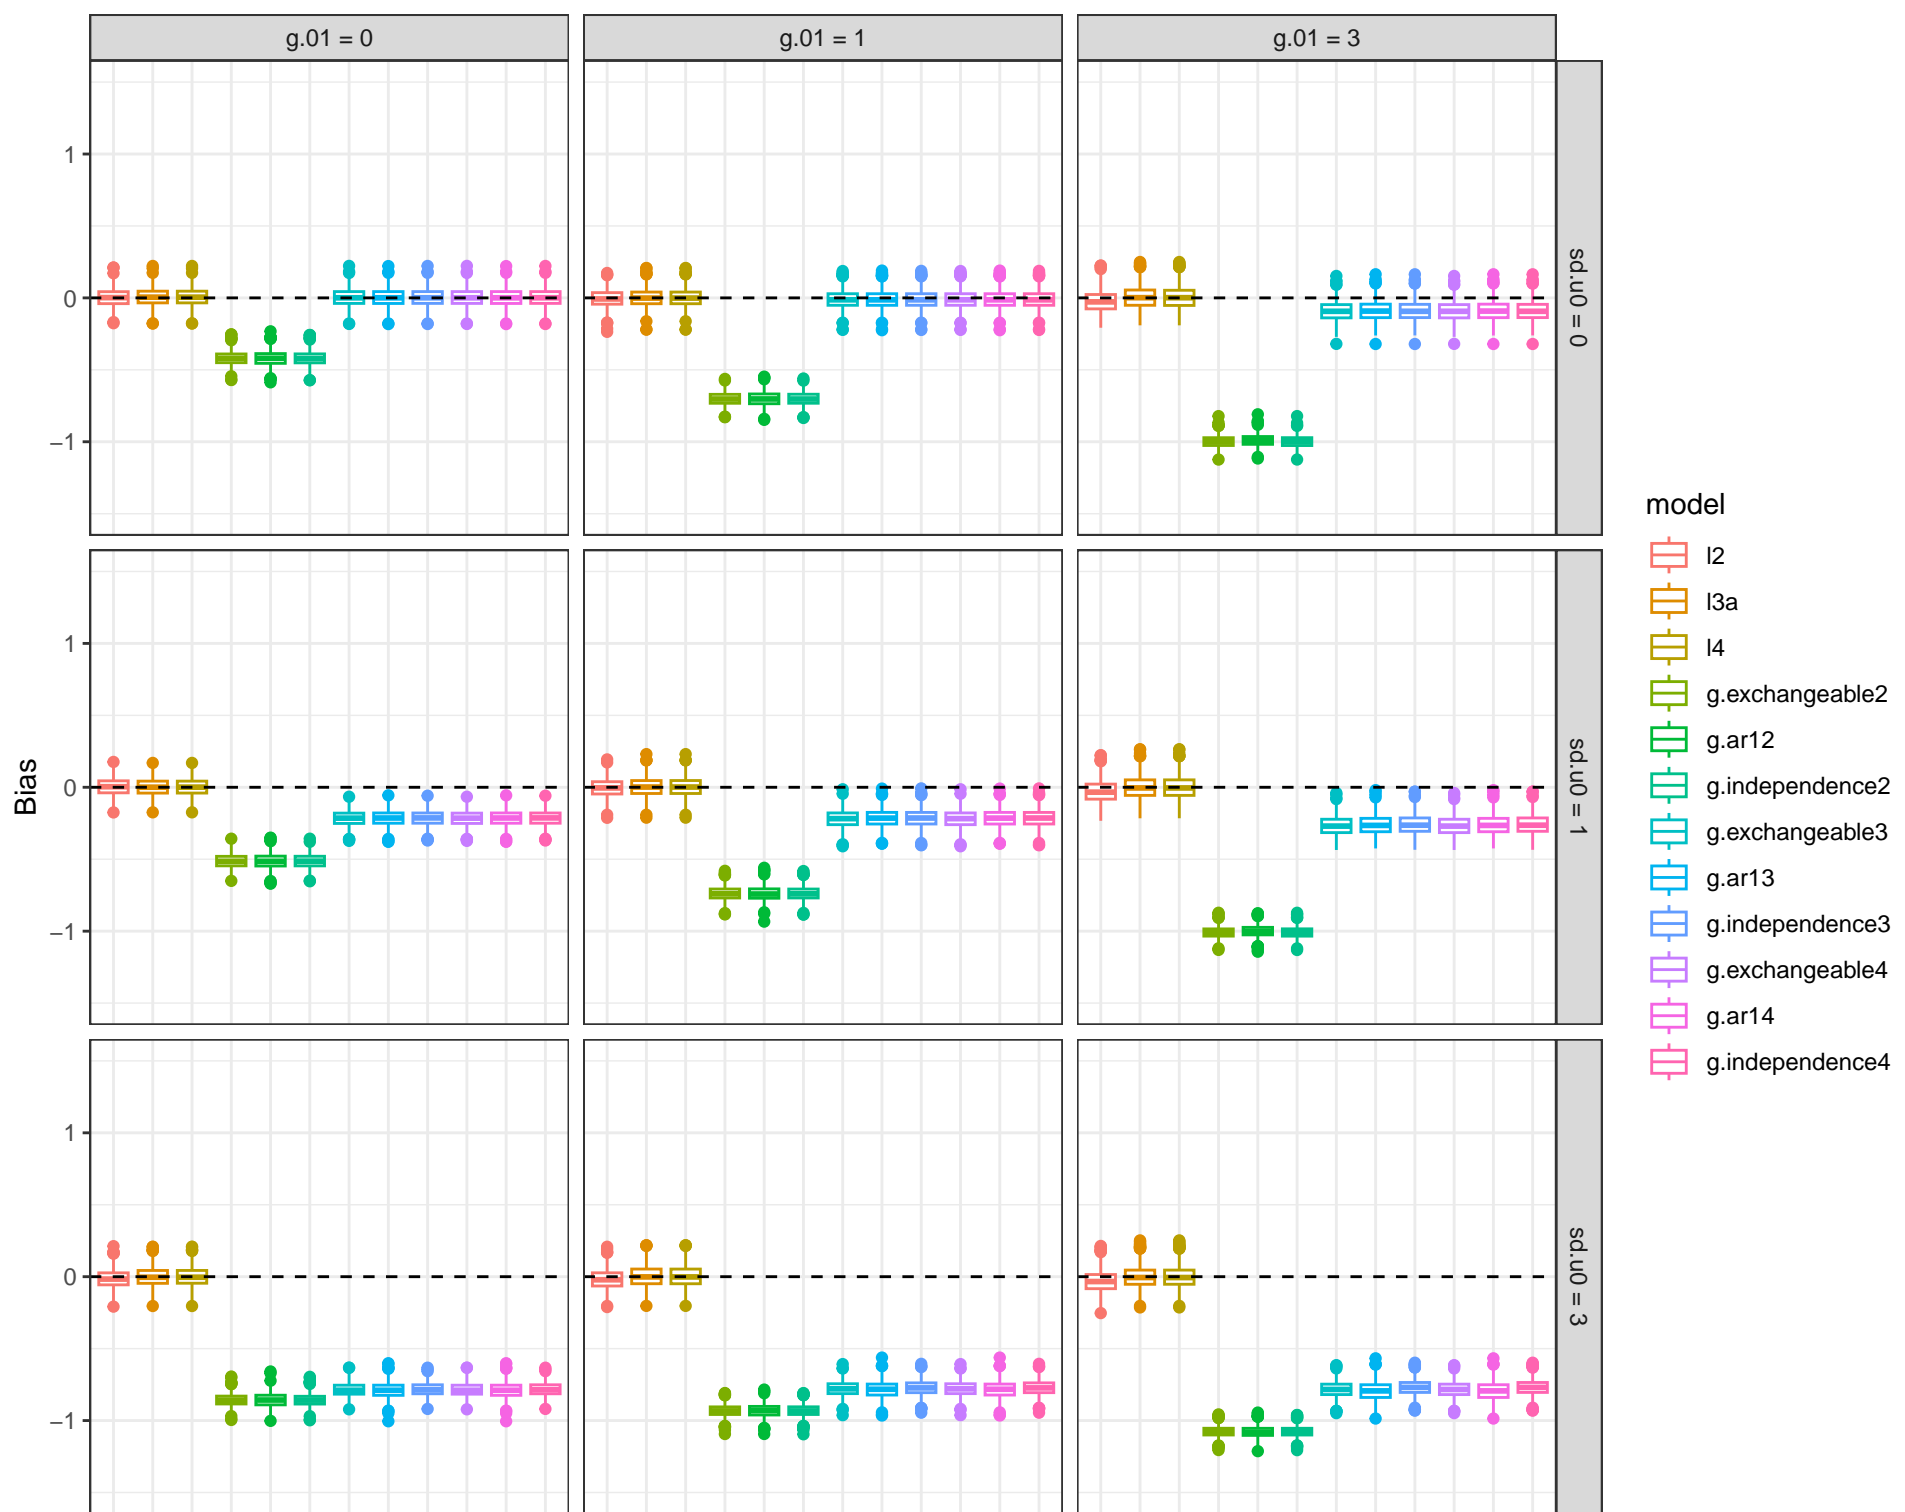 g.01 = 0
g.01 = 1
g.01 = 3
1
0
−1
sd.u0 = 0
1
0
−1
sd.u0 = 1
1
0
−1
sd.u0 = 3
Bias
model
l2
l3a
l4
g.exchangeable2
g.ar12
g.independence2
g.exchangeable3
g.ar13
g.independence3
g.exchangeable4
g.ar14
g.independence4